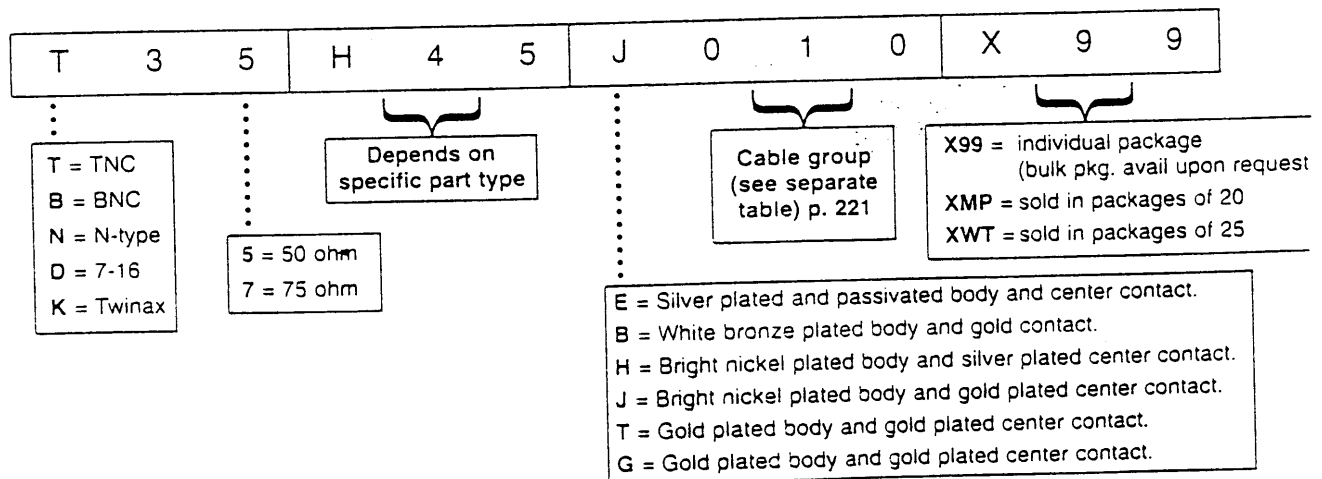 T 3 5 H 4 5 J 0 1 0 X 9 9
T = TNC
B = BNC
N = N-type
D = 7-16
K = Twinax
5 = 50 ohm
7 = 75 ohm
Depends on
specific part type
Cable group
(see separate
table) p. 221
X99 = individual package
(bulk pkg. avail upon request
XMP = sold in packages of 20
XWT = sold in packages of 25
E = Silver plated and passivated body and center contact.
B = White bronze plated body and gold contact.
H = Bright nickel plated body and silver plated center contact.
J = Bright nickel plated body and gold plated center contact.
T = Gold plated body and gold plated center contact.
G = Gold plated body and gold plated center contact.